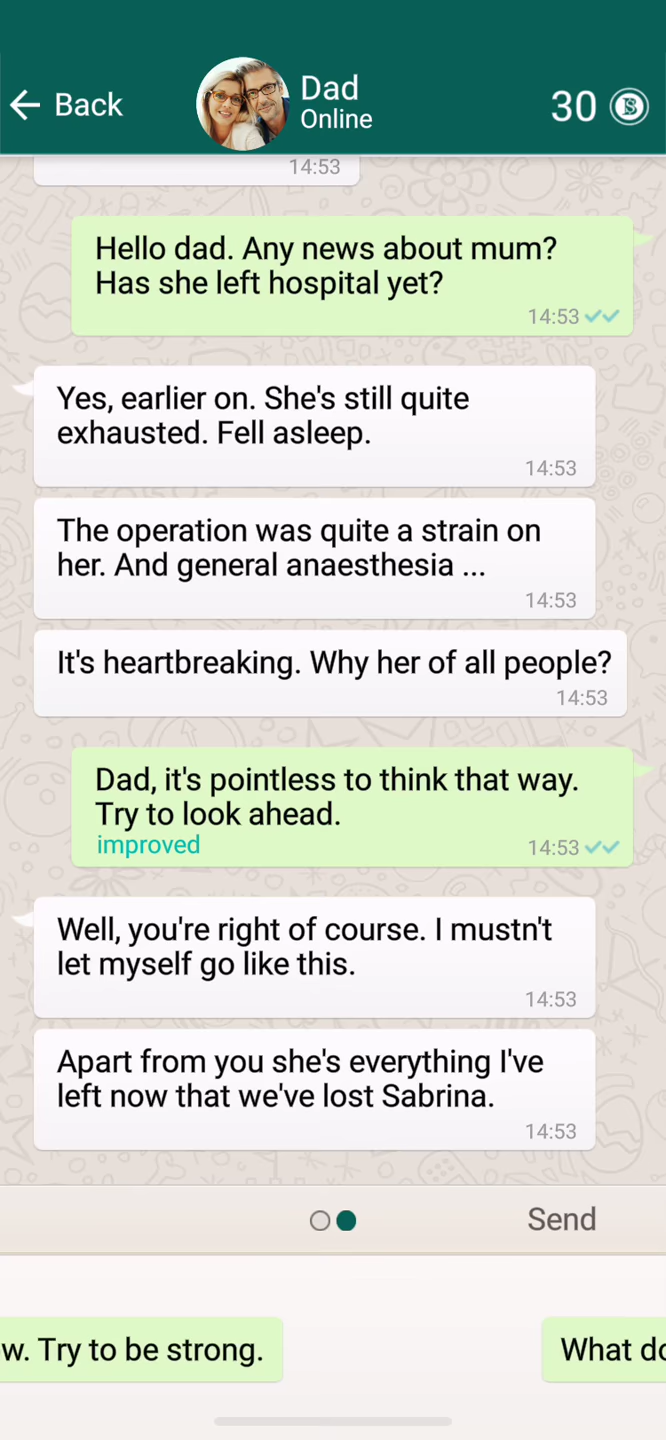 Back
Dad
Online
30
14:53
Hello dad. Any news about mum?
Has she left hospital yet?
14:53
Yes, earlier on. She's still quite
exhausted. Fell asleep.
14:53
The operation was quite a strain on
her. And general anaesthesia ...
14:53
It's heartbreaking. Why her of all people?
14:53
Dad, it's pointless to think that way.
Try to look ahead.
improved
14:53
Well, you're right of course. I mustn't
let myself go like this.
14:53
Apart from you she's everything I've
left now that we've lost Sabrina.
14:53
Send
w. Try to be strong.
What do